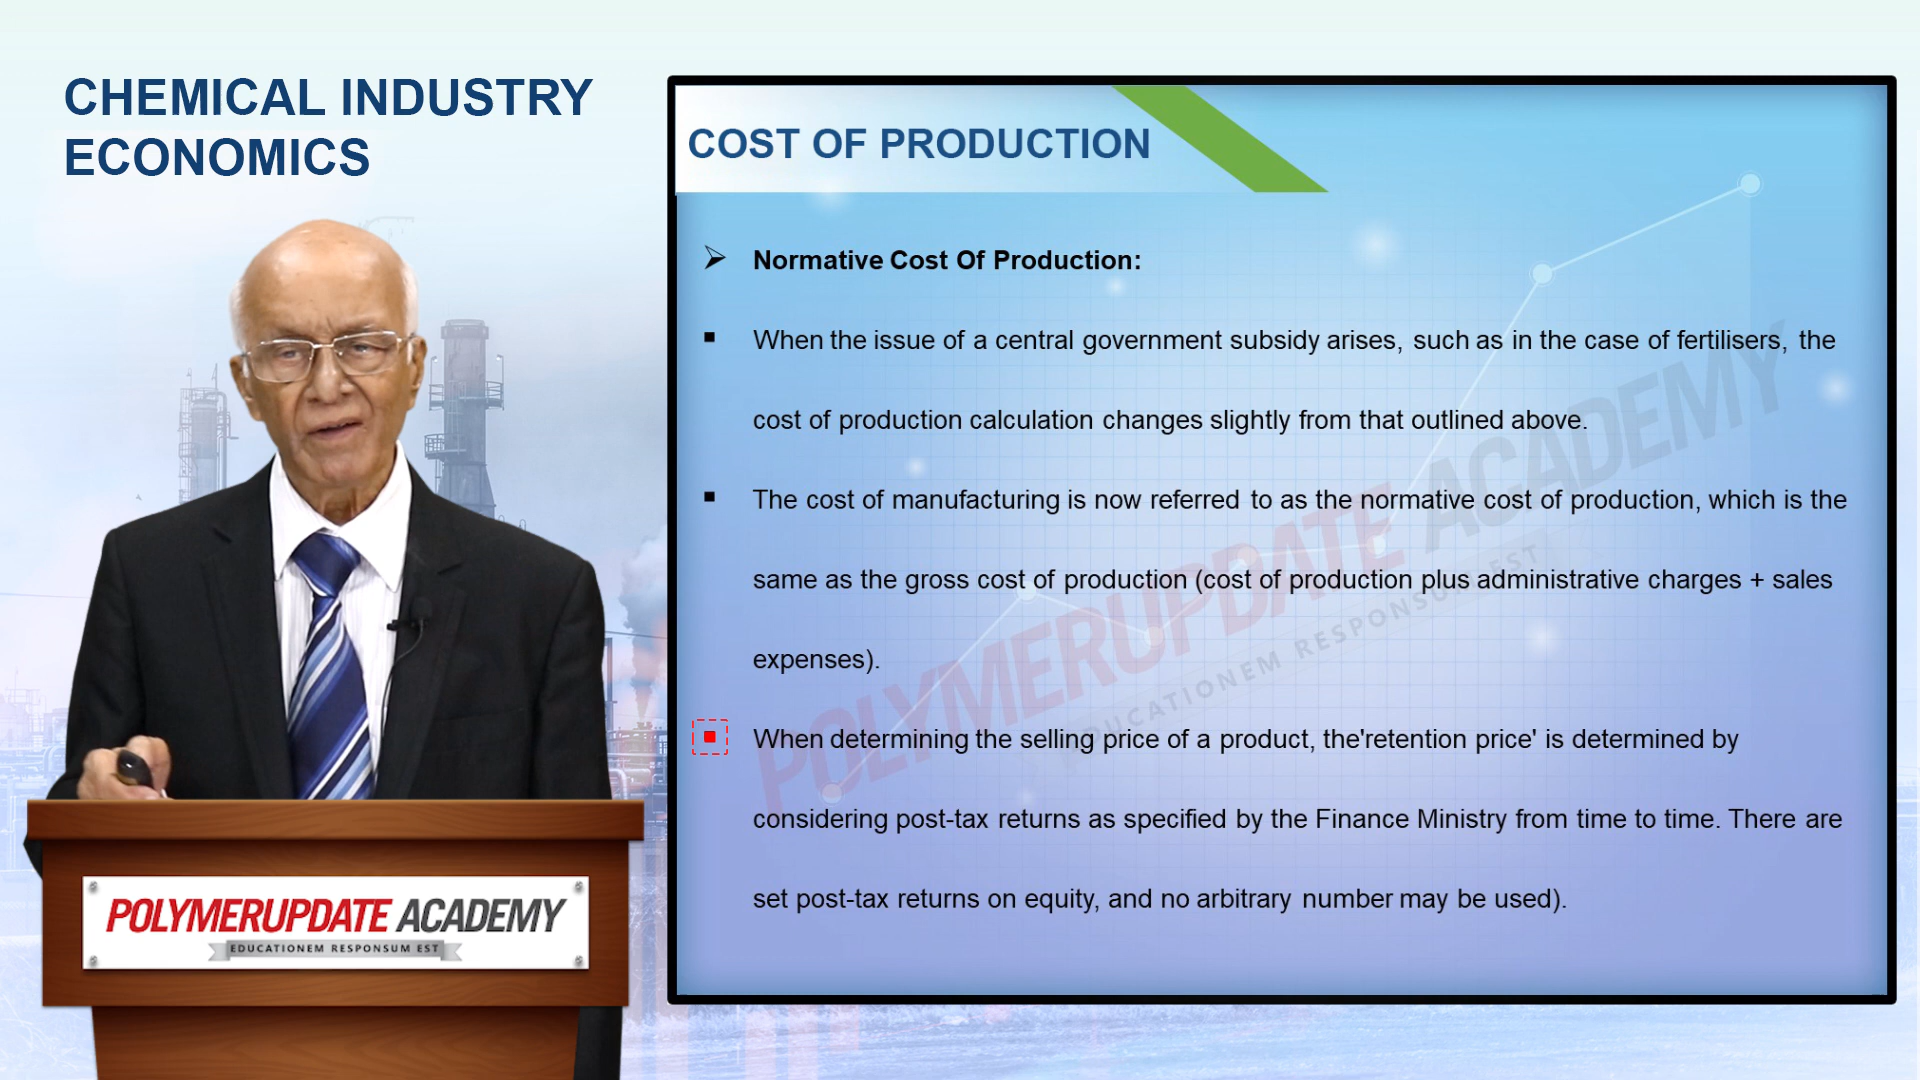 CHEMICAL INDUSTRY
ECONOMICS
COST OF PRODUCTION
Normative Cost Of Production:
When the issue of a central government subsidy arises, such as in the case of fertilisers, the
cost of production calculation changes slightly from that outlined above.
The cost of manufacturing is now referred to as the normative cost of production, which is the
same as the gross cost of production (cost of production plus administrative charges + sales
expenses).
When determining the selling price of a product, the'retention price' is determined by
considering post-tax returns as specified by the Finance Ministry from time to time. There are
set post-tax returns on equity, and no arbitrary number may be used).
POLYMERUPDATE ACADEMY
EDUCATIONEM RESPONSUM EST
POLYMERUPDATE ACADEMY
EDUCATIONEM RESPONSUM EST